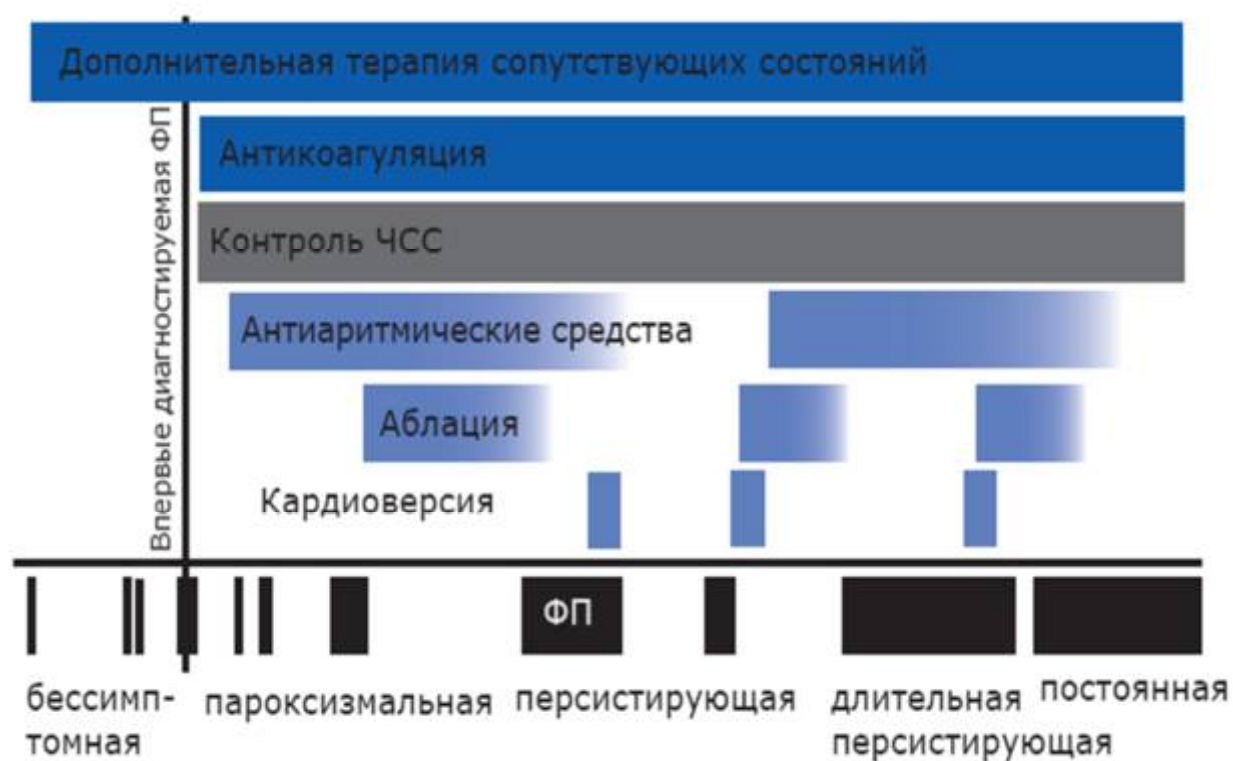 Дополнительная терапия сопутствующих состояний
Впервые диагностируемая ФП
Антикоагуляция
Контроль ЧСС
Антиаритмические средства
Аблация
Кардиоверсия
ФП
бессимп-
томная
пароксизмальная
персистирующая
длительная
персистирующая
постоянная